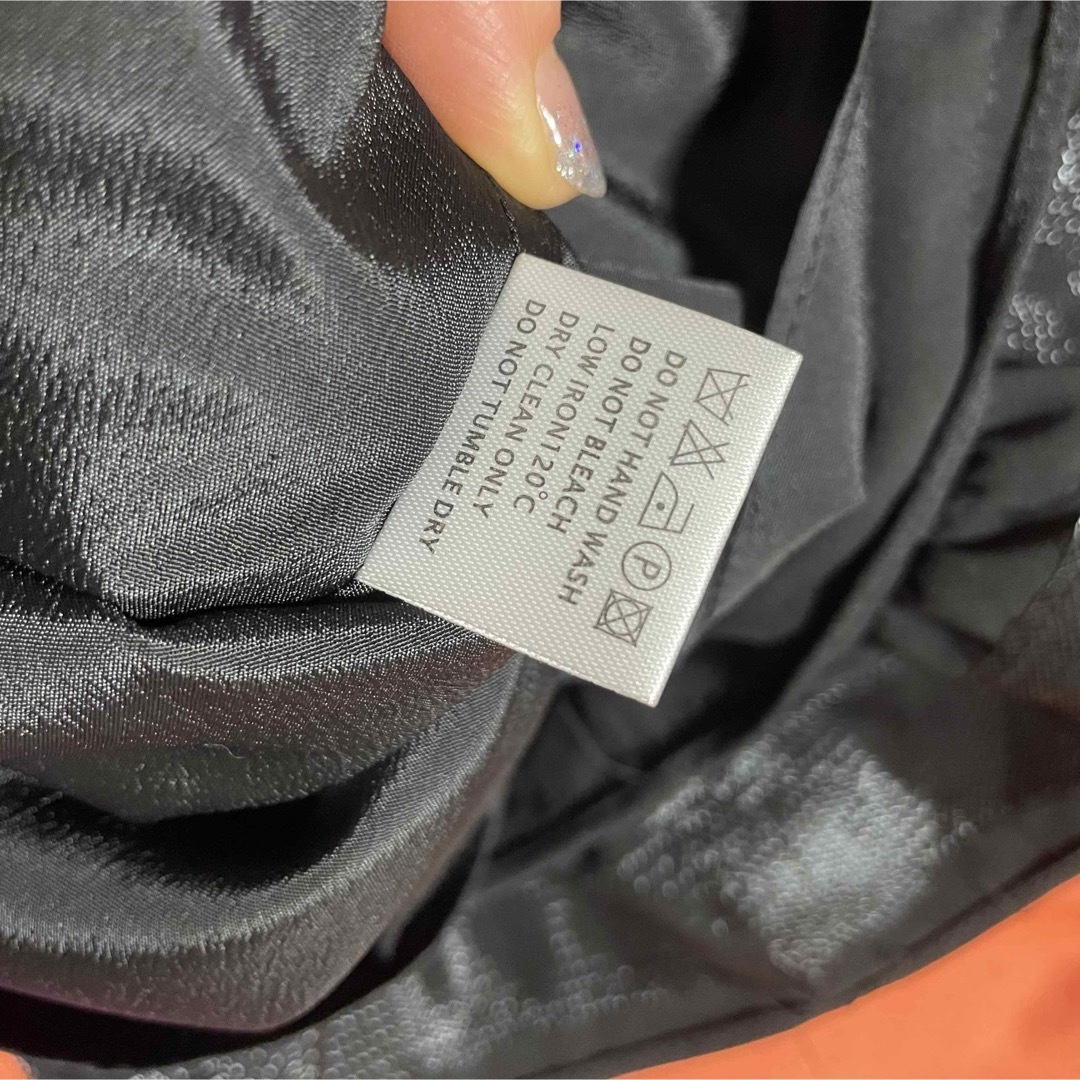 P
DO NOT HAND WASH
DO NOT BLEACH
LOW IRON120°C
DRY CLEAN ONLY
DO NOT TUMBLE DRY